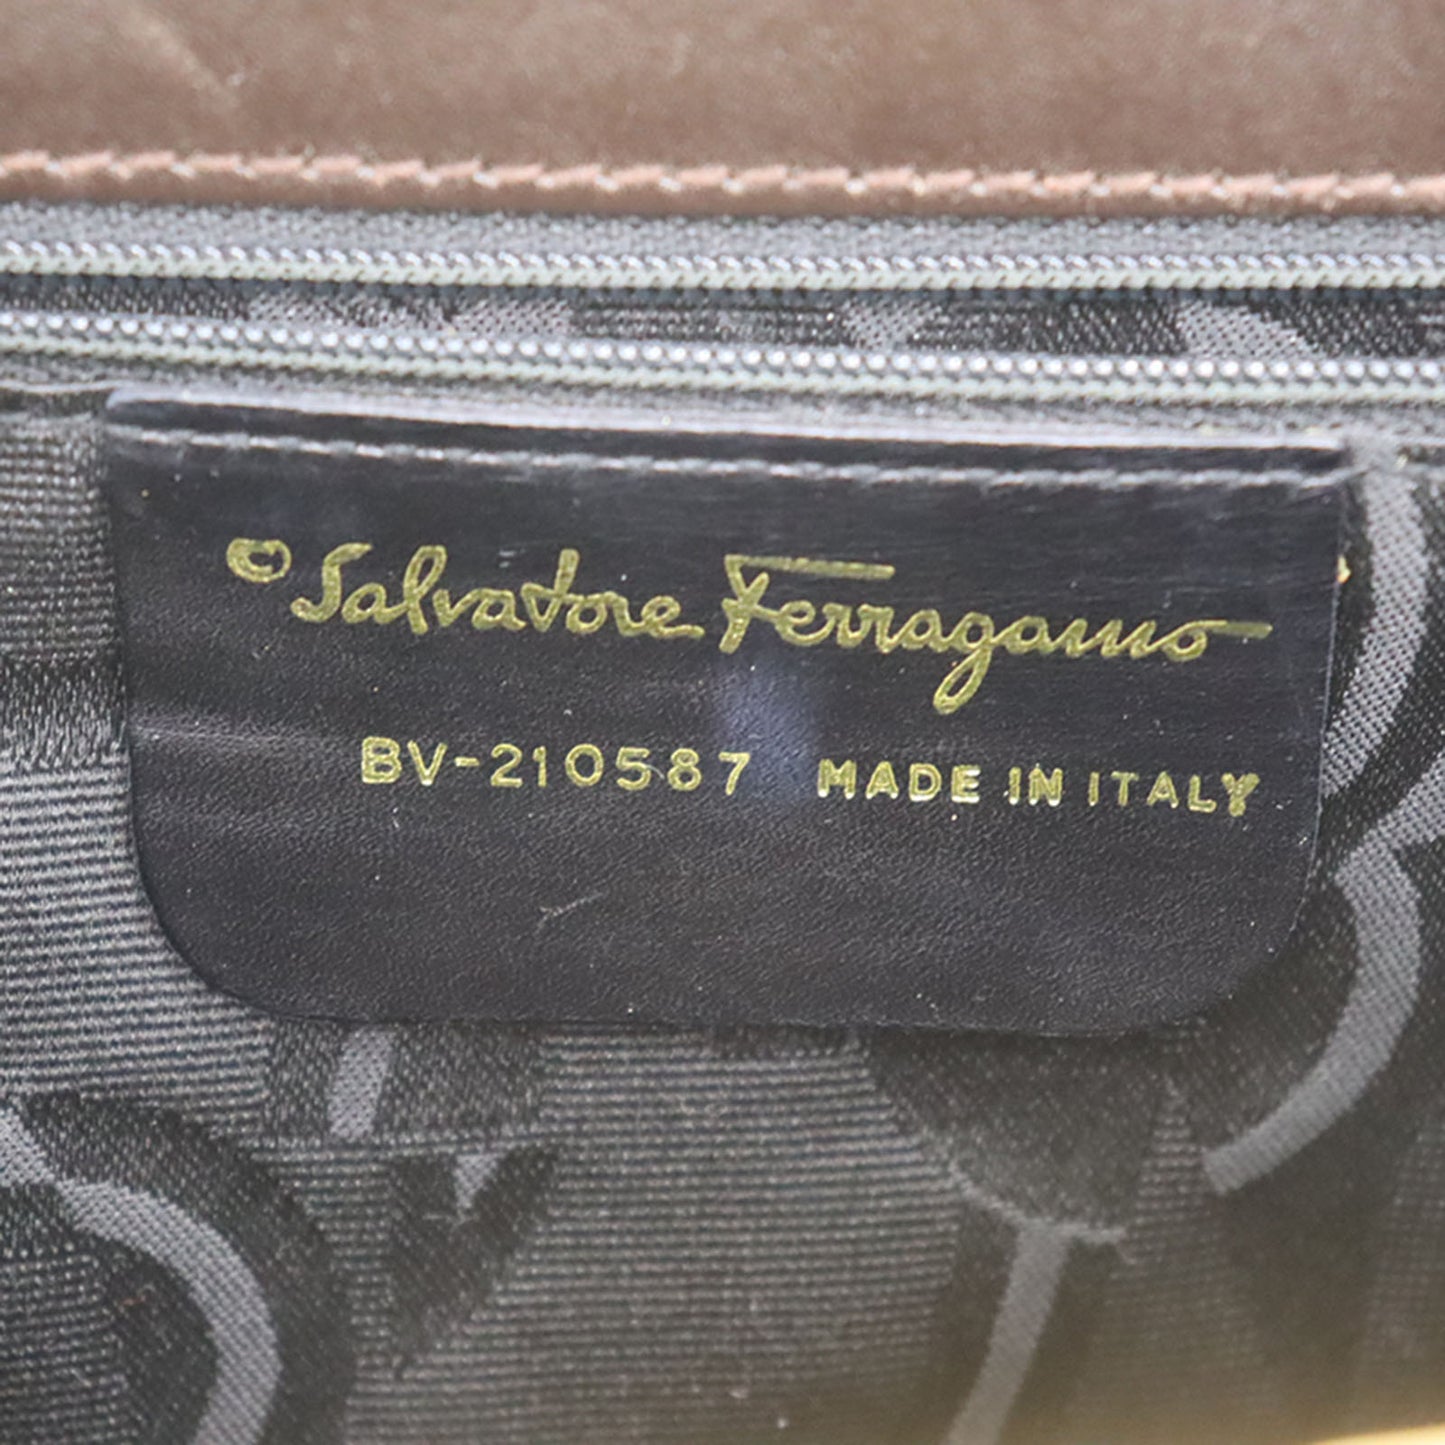 © Salvatore Ferragamo
BV-210587 MADE IN ITALY